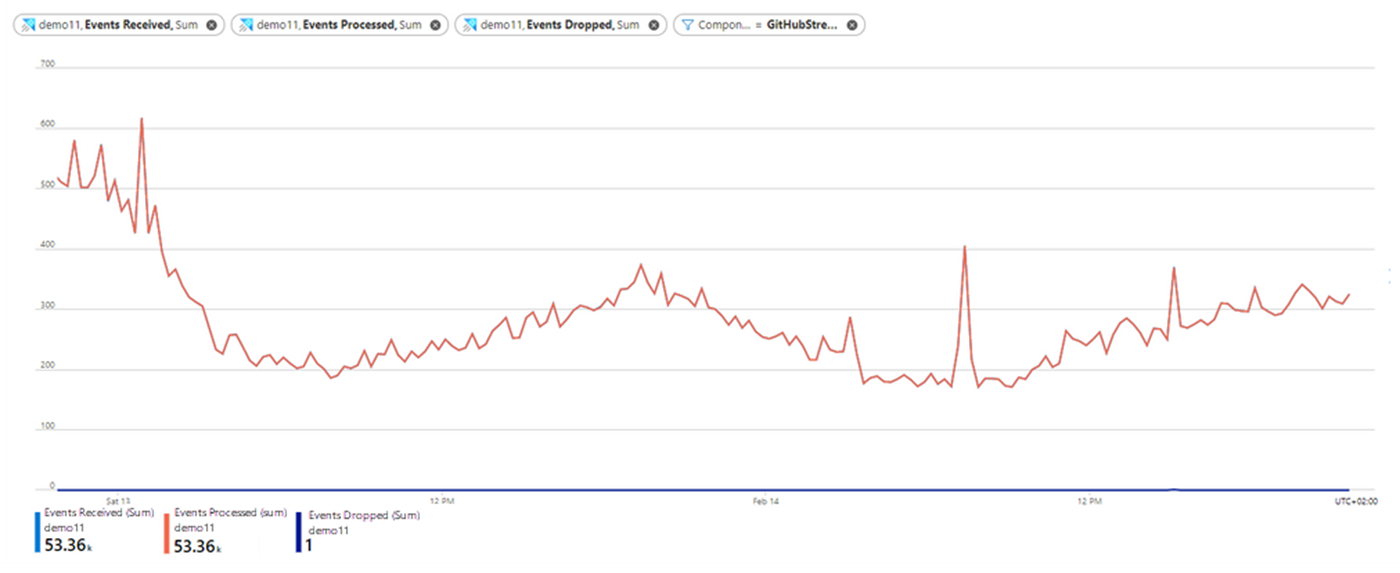 demo11, Events Received, Sum demo11, Events Processed, Sum demo11, Events Dropped, Sum Compon... = GitHubStre...
700
600
500
400
300
200
100
0
Sat 13 12 PM Feb 14 12 PM UTC+02:00
Events Received (Sum)
demo11
53.36k
Events Processed (sum)
demo11
53.36k
Events Dropped (Sum)
demo11
1